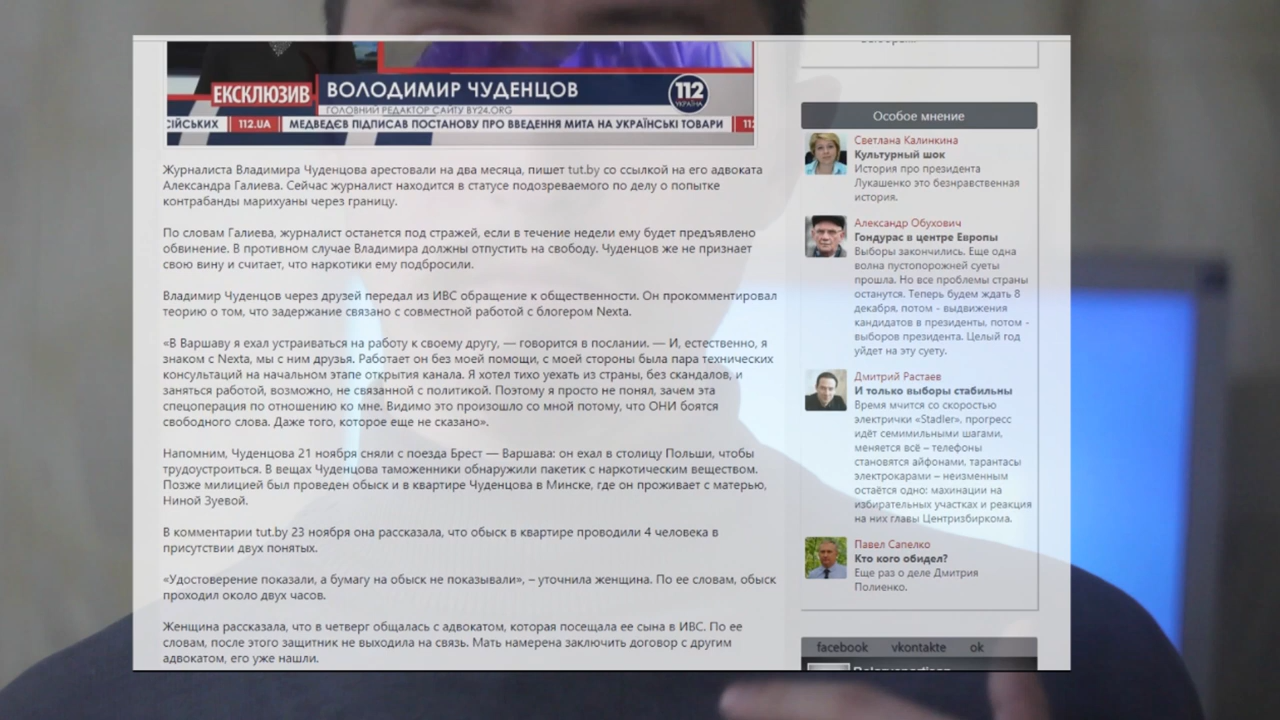 ЕКСКЛЮЗИВ
ВОЛОДИМИР ЧУДЕНЦОВ
ГОЛОВНИЙ РЕДАКТОР САЙТУ BY24.ORG
112
УКРАЇНА
СІЙСЬКИХ 112.UA МЕДВЕДЄВ ПІДПИСАВ ПОСТАНОВУ ПРО ВВЕДЕННЯ МИТА НА УКРАЇНСЬКІ ТОВАРИ 112
Журналиста Владимира Чуденцова арестовали на два месяца, пишет tut.by со ссылкой на его адвоката
Александра Галиева. Сейчас журналист находится в статусе подозреваемого по делу о попытке
контрабанды марихуаны через границу.
По словам Галиева, журналист останется под стражей, если в течение недели ему будет предъявлено
обвинение. В противном случае Владимира должны отпустить на свободу. Чуденцов же не признает
свою вину и считает, что наркотики ему подбросили.
Владимир Чуденцов через друзей передал из ИВС обращение к общественности. Он прокомментировал
теорию о том, что задержание связано с совместной работой с блогером Nexta.
«В Варшаву я ехал устраиваться на работу к своему другу, — говорится в послании. — И, естественно, я
знаком с Nexta, мы с ним друзья. Работает он без моей помощи, с моей стороны была пара технических
консультаций на начальном этапе открытия канала. Я хотел тихо уехать из страны, без скандалов, и
заняться работой, возможно, не связанной с политикой. Поэтому я просто не понял, зачем эта
спецоперация по отношению ко мне. Видимо это произошло со мной потому, что ОНИ боятся
свободного слова. Даже того, которое еще не сказано».
Напомним, Чуденцова 21 ноября сняли с поезда Брест — Варшава: он ехал в столицу Польши, чтобы
трудоустроиться. В вещах Чуденцова таможенники обнаружили пакетик с наркотическим веществом.
Позже милицией был проведен обыск и в квартире Чуденцова в Минске, где он проживает с матерью,
Ниной Зуевой.
В комментарии tut.by 23 ноября она рассказала, что обыск в квартире проводили 4 человека в
присутствии двух понятых.
«Удостоверение показали, а бумагу на обыск не показывали», – уточнила женщина. По ее словам, обыск
проходил около двух часов.
Женщина рассказала, что в четверг общалась с адвокатом, которая посещала ее сына в ИВС. По ее
словам, после этого защитник не выходила на связь. Мать намерена заключить договор с другим
адвокатом, его уже нашли.
Особое мнение
Светлана Калинкина
Культурный шок
История про президента
Лукашенко это безнравственная
история.
Александр Обухович
Гондурас в центре Европы
Выборы закончились. Еще одна
волна пустопорожней суеты
прошла. Но все проблемы страны
останутся. Теперь будем ждать 8
декабря, потом - выдвижения
кандидатов в президенты, потом -
выборов президента. Целый год
уйдет на эту суету.
Дмитрий Растаев
И только выборы стабильны
Время мчится со скоростью
электрички «Stadler», прогресс
идёт семимильными шагами,
меняется всё – телефоны
становятся айфонами, тарантасы
электрокарами – неизменным
остаётся одно: махинации на
избирательных участках и реакция
на них главы Центризбиркома.
Павел Сапелко
Кто кого обидел?
Еще раз о деле Дмитрия
Полиенко.
facebook vkontakte ok